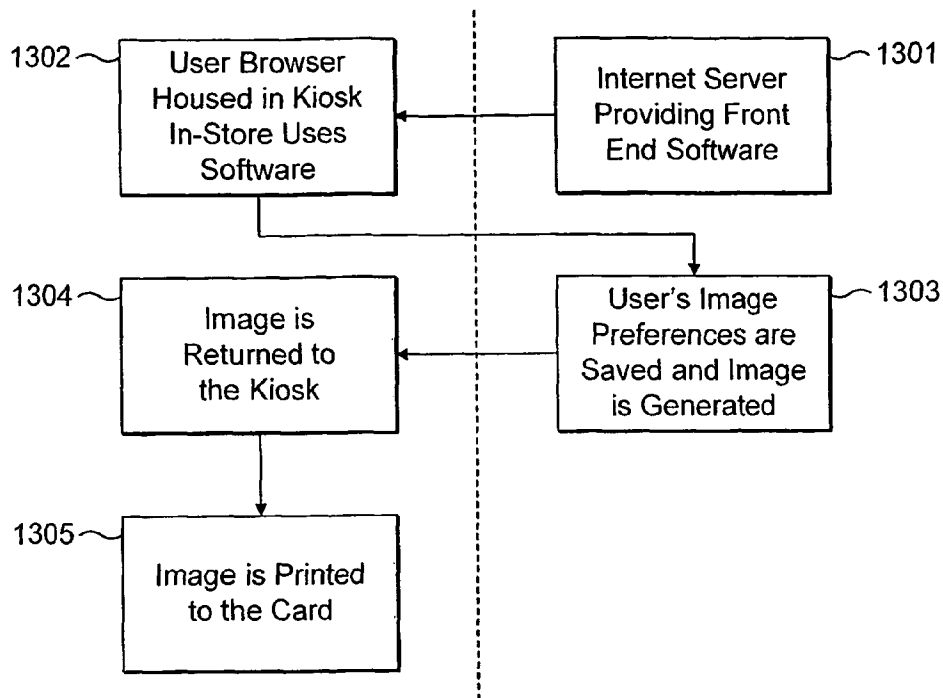 1302
User Browser
Housed in Kiosk
In-Store Uses
Software
1301
Internet Server
Providing Front
End Software
1304
Image is
Returned to
the Kiosk
1303
User's Image
Preferences are
Saved and Image
is Generated
1305
Image is Printed
to the Card